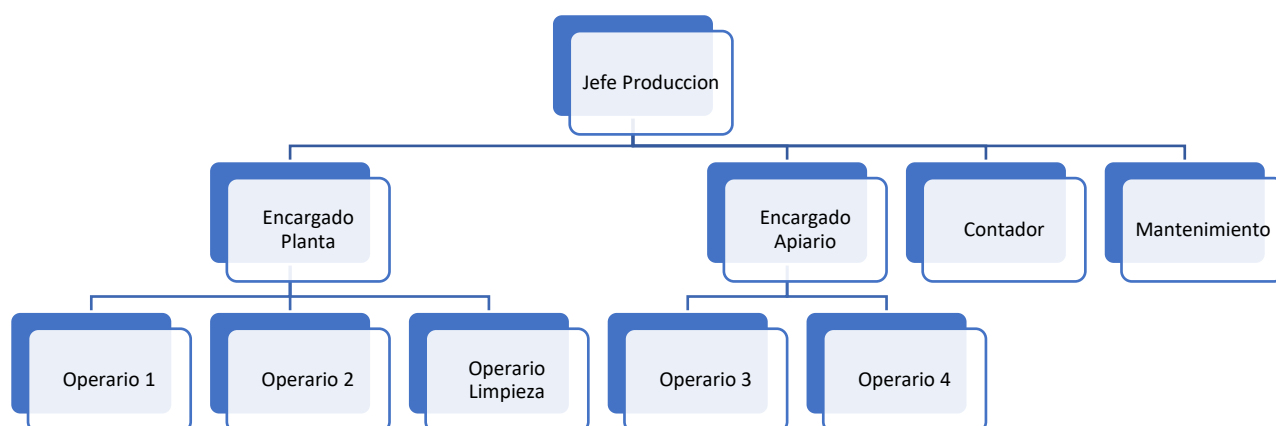 Jefe Produccion
Encargado
Planta
Encargado
Apiario
Contador
Mantenimiento
Operario 1
Operario 2
Operario
Limpieza
Operario 3
Operario 4